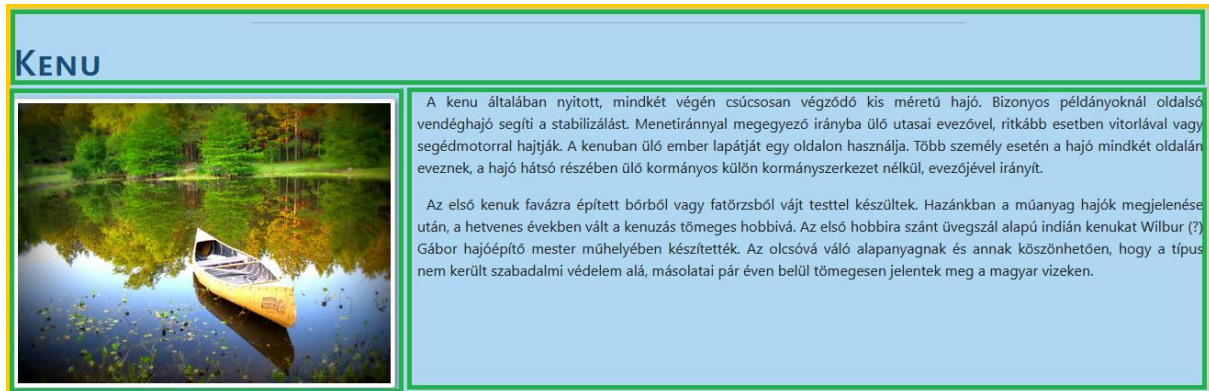 KENU
A kenu általában nyitott, mindkét végén csúcsosan végződő kis méretű hajó. Bizonyos példányoknál oldalsó
vendéghajó segíti a stabilizálást. Menetiránnyal megegyező irányba ülő utasai evezővel, ritkább esetben vitorlával vagy
segédmotorral hajtják. A kenuban ülő ember lapátját egy oldalon használja. Több személy esetén a hajó mindkét oldalán
eveznek, a hajó hátsó részében ülő kormányos külön kormányszerkezet nélkül, evezőjével irányít.
Az első kenuk favázra épített bőrből vagy fatörzsből vájt testtel készültek. Hazánkban a műanyag hajók megjelenése
után, a hetvenes években vált a kenuzás tömeges hobbivá. Az első hobbira szánt üvegszál alapú indián kenukat Wilbur (?)
Gábor hajóépítő mester műhelyében készítették. Az olcsóvá váló alapanyagnak és annak köszönhetően, hogy a típus
nem került szabadalmi védelem alá, másolatai pár éven belül tömegesen jelentek meg a magyar vizeken.